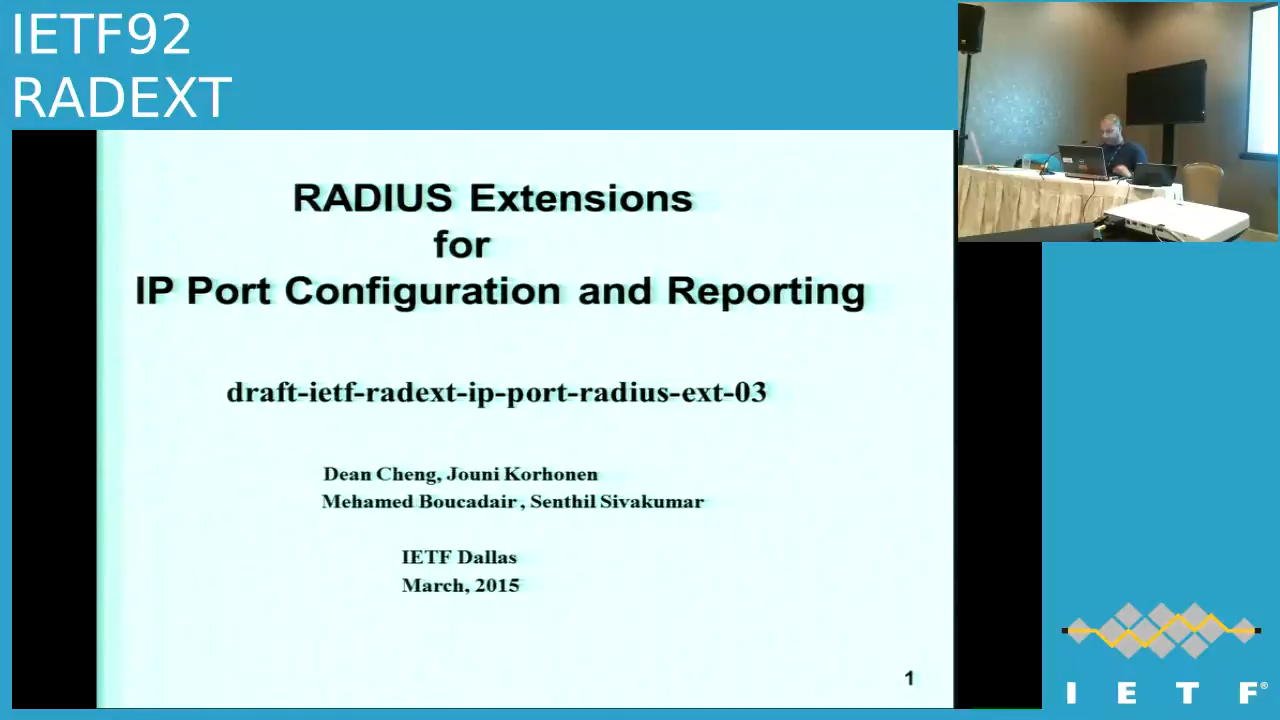 IETF92
RADEXT
RADIUS Extensions
for
IP Port Configuration and Reporting
draft-ietf-radext-ip-port-radius-ext-03
Dean Cheng, Jouni Korhonen
Mehamed Boucadair , Senthil Sivakumar
IETF Dallas
March, 2015
1
I E T F®